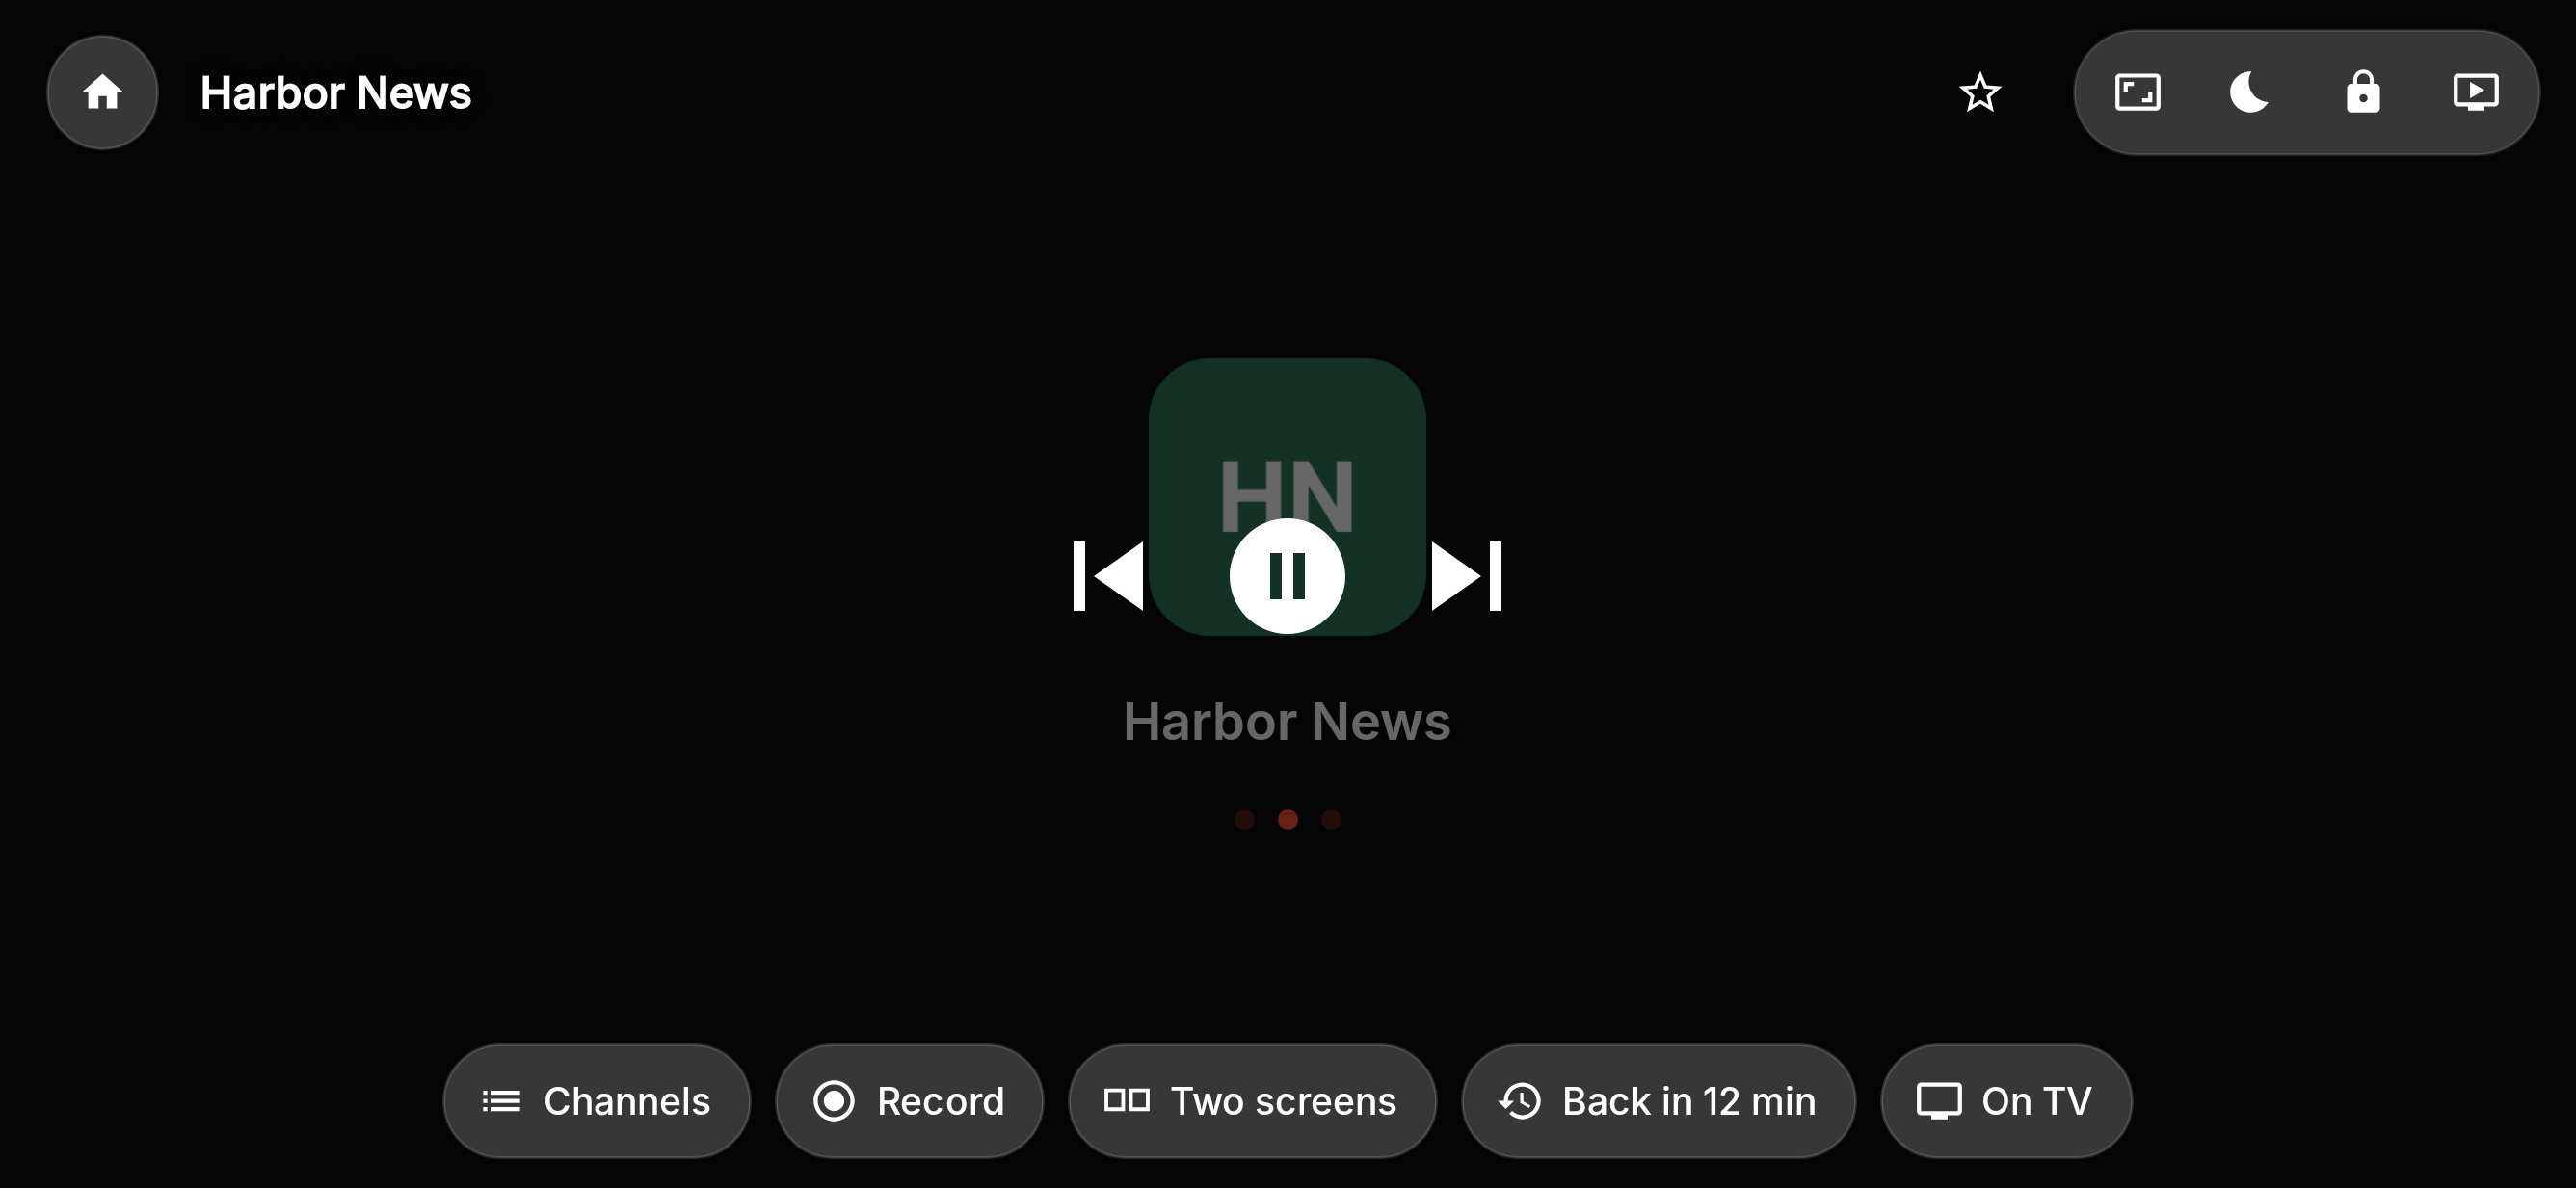 Harbor News
HN
Harbor News
Channels
Record
Two screens
Back in 12 min
On TV